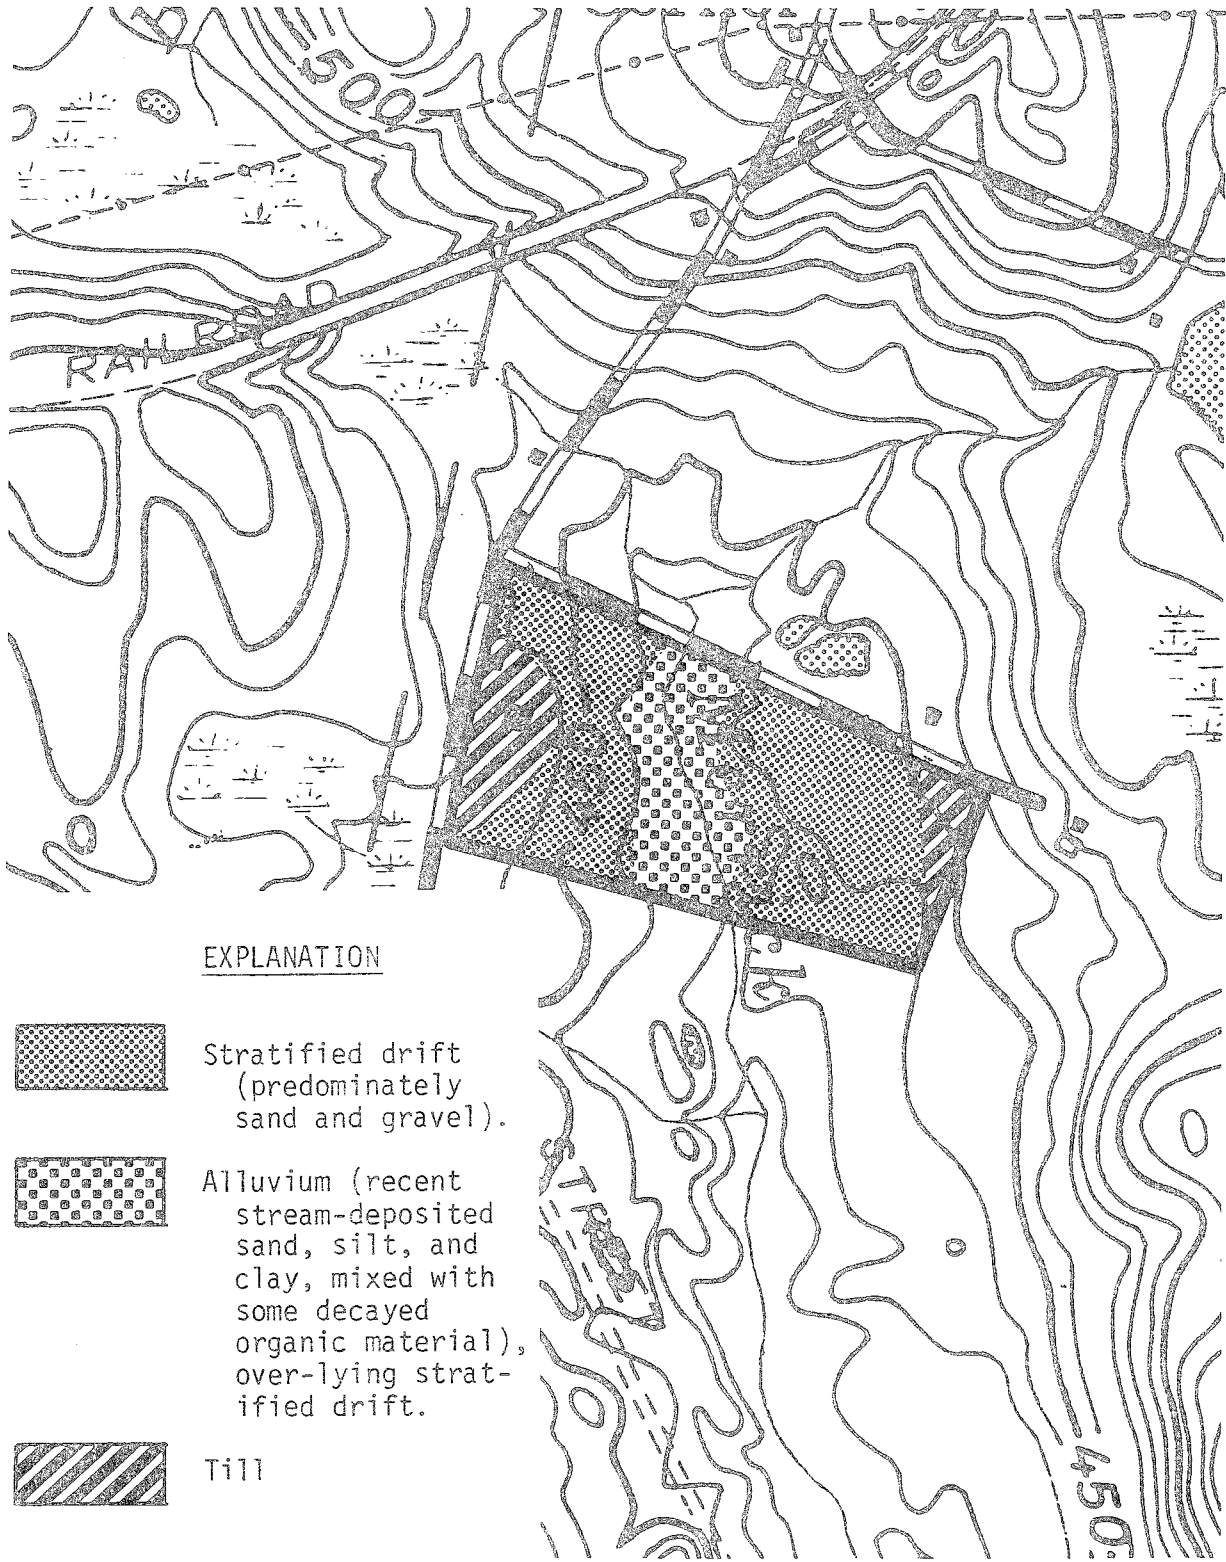 500
RAILROAD
EXPLANATION
Stratified drift
(predominately
sand and gravel).
Alluvium (recent
stream-deposited
sand, silt, and
clay, mixed with
some decayed
organic material),
over-lying strat-
ified drift.
Till
450